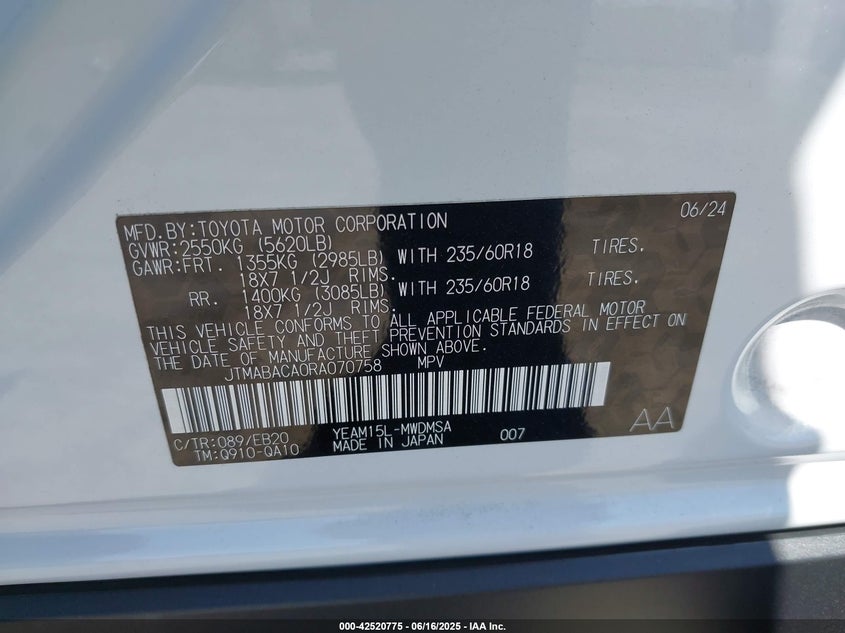 MFD.BY:TOYOTA MOTOR CORPORATION 06/24
GVWR:2550KG (5620LB)
GAWR:FRT. 1355KG (2985LB) WITH 235/60R18 TIRES.
18X7 1/2J RIMS.
RR. 1400KG (3085LB) WITH 235/60R18 TIRES.
18X7 1/2J RIMS.
THIS VEHICLE CONFORMS TO ALL APPLICABLE FEDERAL MOTOR
VEHICLE SAFETY AND THEFT PREVENTION STANDARDS IN EFFECT ON
THE DATE OF MANUFACTURE SHOWN ABOVE.
JTMABACA0RA070758 MPV
C/TR:089/EB20 YEAM15L-MWDMSA 007 AA
TM:Q910-QA10 MADE IN JAPAN
000-42520775 - 06/16/2025 - IAA Inc.